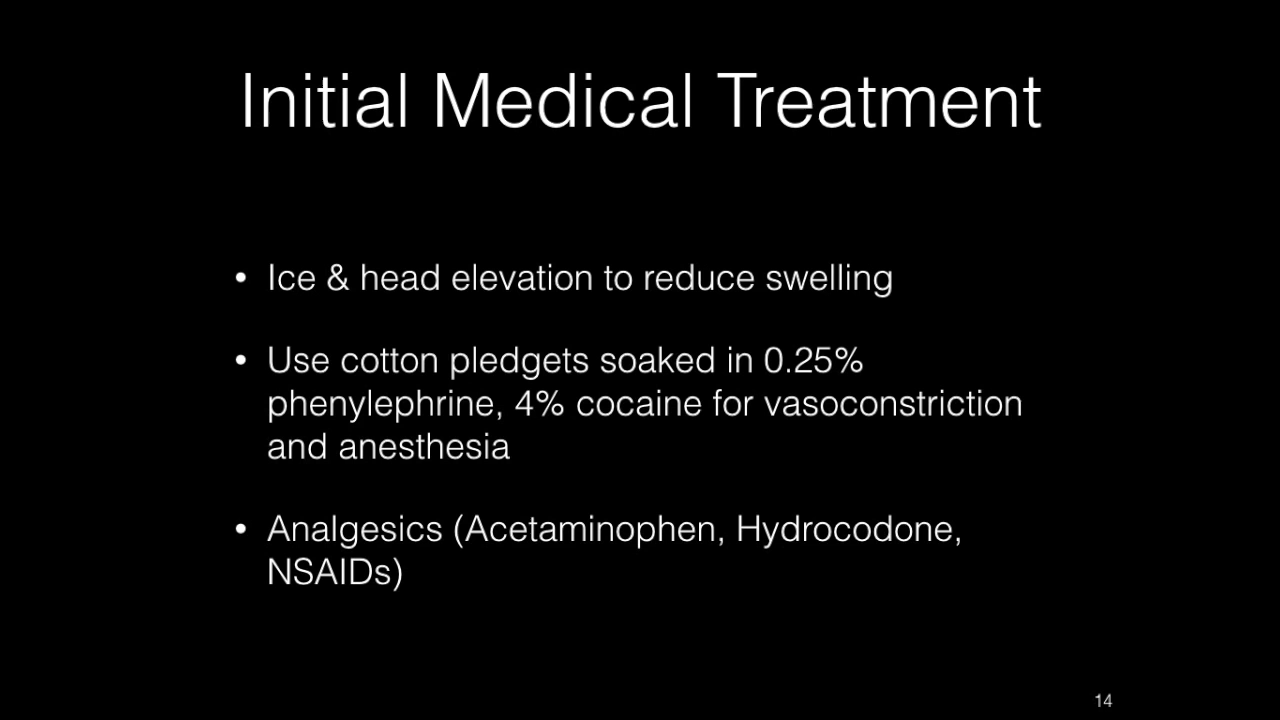 Initial Medical Treatment
• Ice & head elevation to reduce swelling
• Use cotton pledgets soaked in 0.25%
phenylephrine, 4% cocaine for vasoconstriction
and anesthesia
• Analgesics (Acetaminophen, Hydrocodone,
NSAIDs)
14